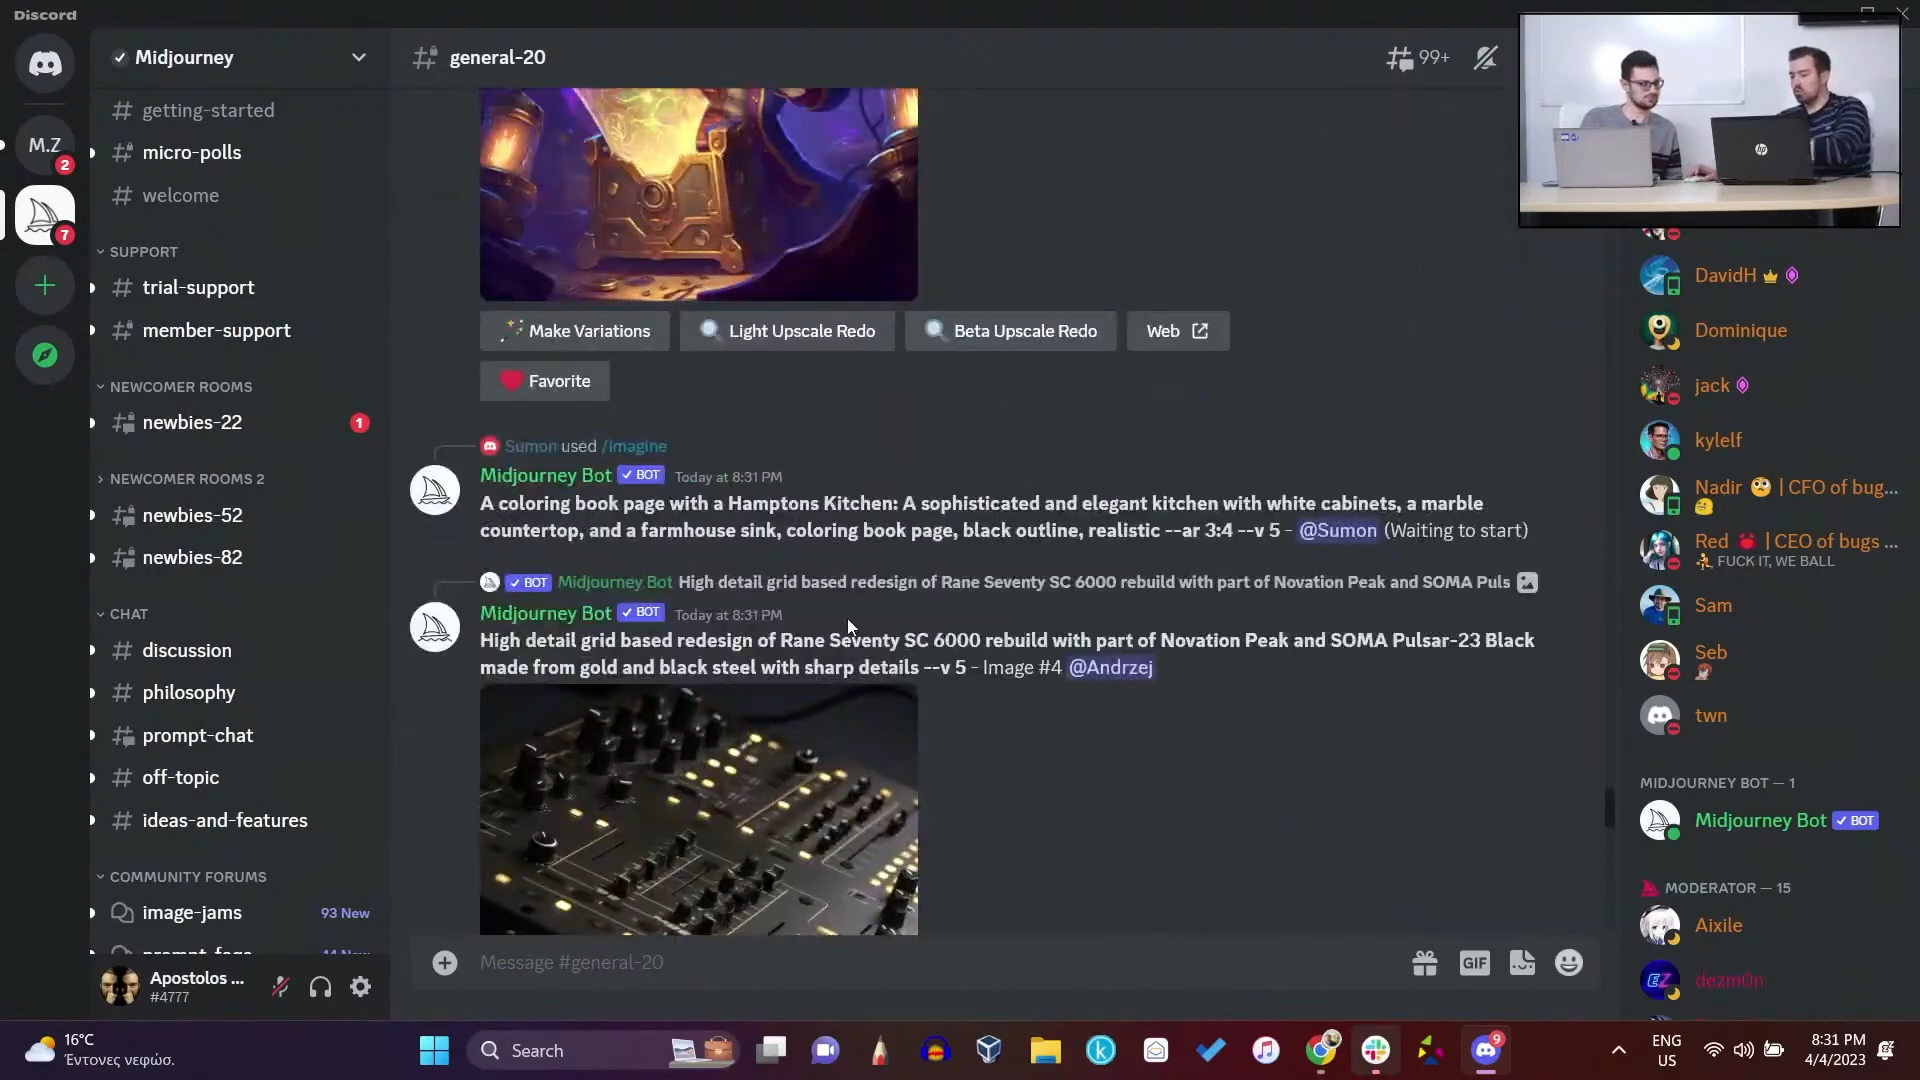 Discord
Midjourney
general-20
99+
getting-started
M.Z
2
micro-polls
welcome
7
SUPPORT
trial-support
member-support
NEWCOMER ROOMS
newbies-22
1
NEWCOMER ROOMS 2
newbies-52
newbies-82
CHAT
discussion
philosophy
prompt-chat
off-topic
ideas-and-features
COMMUNITY FORUMS
image-jams
93 New
Apostolos ...
#4777
Make Variations
Light Upscale Redo
Beta Upscale Redo
Web
Favorite
Sumon used /imagine
Midjourney Bot BOT Today at 8:31 PM
A coloring book page with a Hamptons Kitchen: A sophisticated and elegant kitchen with white cabinets, a marble
countertop, and a farmhouse sink, coloring book page, black outline, realistic --ar 3:4 --v 5 - @Sumon (Waiting to start)
BOT Midjourney Bot High detail grid based redesign of Rane Seventy SC 6000 rebuild with part of Novation Peak and SOMA Puls
Midjourney Bot BOT Today at 8:31 PM
High detail grid based redesign of Rane Seventy SC 6000 rebuild with part of Novation Peak and SOMA Pulsar-23 Black
made from gold and black steel with sharp details --v 5 - Image #4 @Andrzej
Message #general-20
GIF
hp
DavidH
Dominique
jack
kylelf
Nadir | CFO of bug...
Red | CEO of bugs ...
FUCK IT, WE BALL
Sam
Seb
twn
MIDJOURNEY BOT — 1
Midjourney Bot BOT
MODERATOR — 15
Aixile
EZ
dezm0n
16°C
Έντονες νεφώσ.
Search
9
ENG
US
8:31 PM
4/4/2023